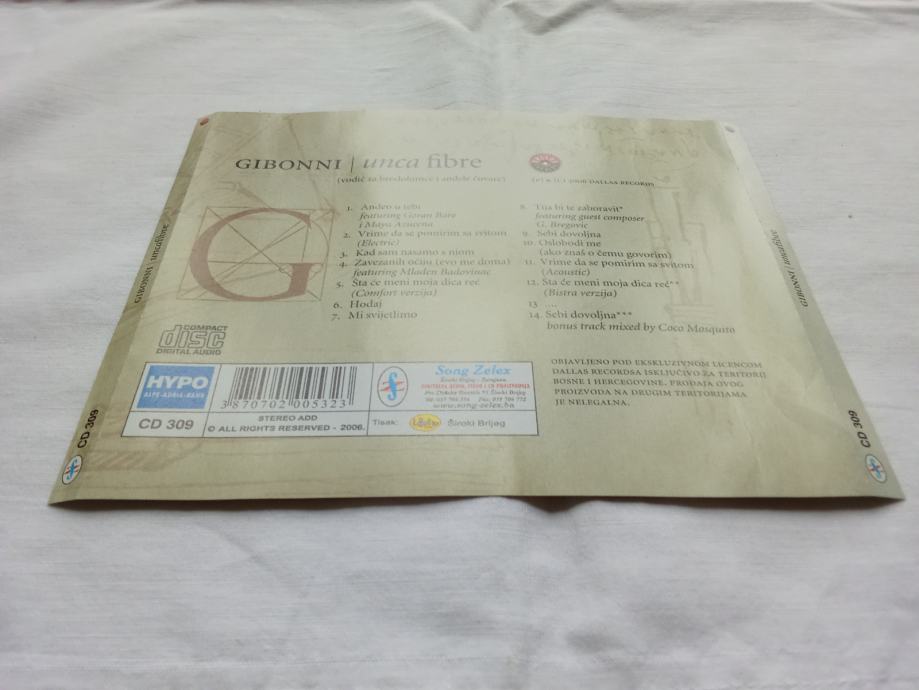 GIBONNI | unca fibre
(vodič za brodolomce i anđele čuvare)
(P) & (C) 2006 DALLAS RECORDS
1. Anđeo u tebi
featuring Goran Bare
i Maya Azucena
2. Vrime da se pomirim sa svitom
(Electric)
3. Kad sam nasamo s njom
4. Zavezanih očiju (evo me doma)
featuring Mladen Badovinac
5. Šta će meni moja dica reć
(Comfort verzija)
6. Hodaj
7. Mi svijetlimo
8. Tija bi te zaboravit*
featuring guest composer
G. Bregovic
9. Sebi dovoljna
10. Oslobodi me
(ako znaš o čemu govorim)
11. Vrime da se pomirim sa svitom
(Acoustic)
12. Šta će meni moja dica reć**
(Bistra verzija)
13 ....
14. Sebi dovoljna***
bonus track mixed by Coco Mosquito
G
COMPACT
disc
DIGITAL AUDIO
HYPO
ALPE-ADRIA-BANK
3 870702 005323
Song Zelex
Široki Brijeg - Sarajevo
www.song-zelex.ba
CD 309
STEREO ADD
© ALL RIGHTS RESERVED - 2006.
Tisak:
Široki Brijeg
OBJAVLJENO POD EKSKLUZIVNOM LICENCOM
DALLAS RECORDSA ISKLJUČIVO ZA TERITORIJ
BOSNE I HERCEGOVINE. PRODAJA OVOG
PROIZVODA NA DRUGIM TERITORIJAMA
JE NELEGALNA.
GIBONNI | uncafibre
CD 309
GIBONNI | uncafibre
CD 309